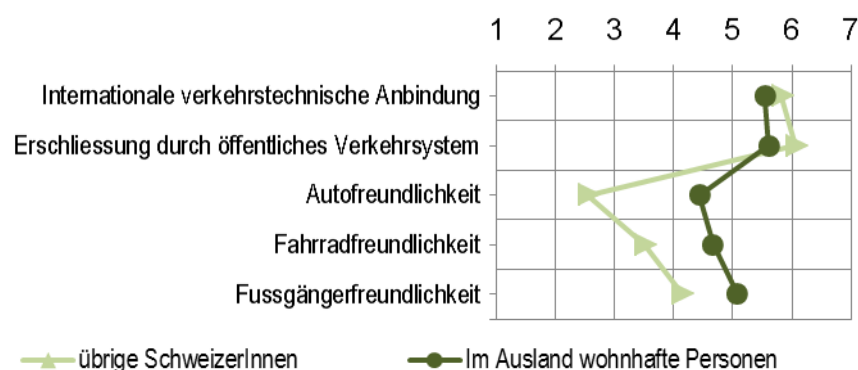 1 2 3 4 5 6 7
Internationale verkehrstechnische Anbindung
Erschliessung durch öffentliches Verkehrsystem
Autofreundlichkeit
Fahrradfreundlichkeit
Fussgängerfreundlichkeit
übrige SchweizerInnen Im Ausland wohnhafte Personen